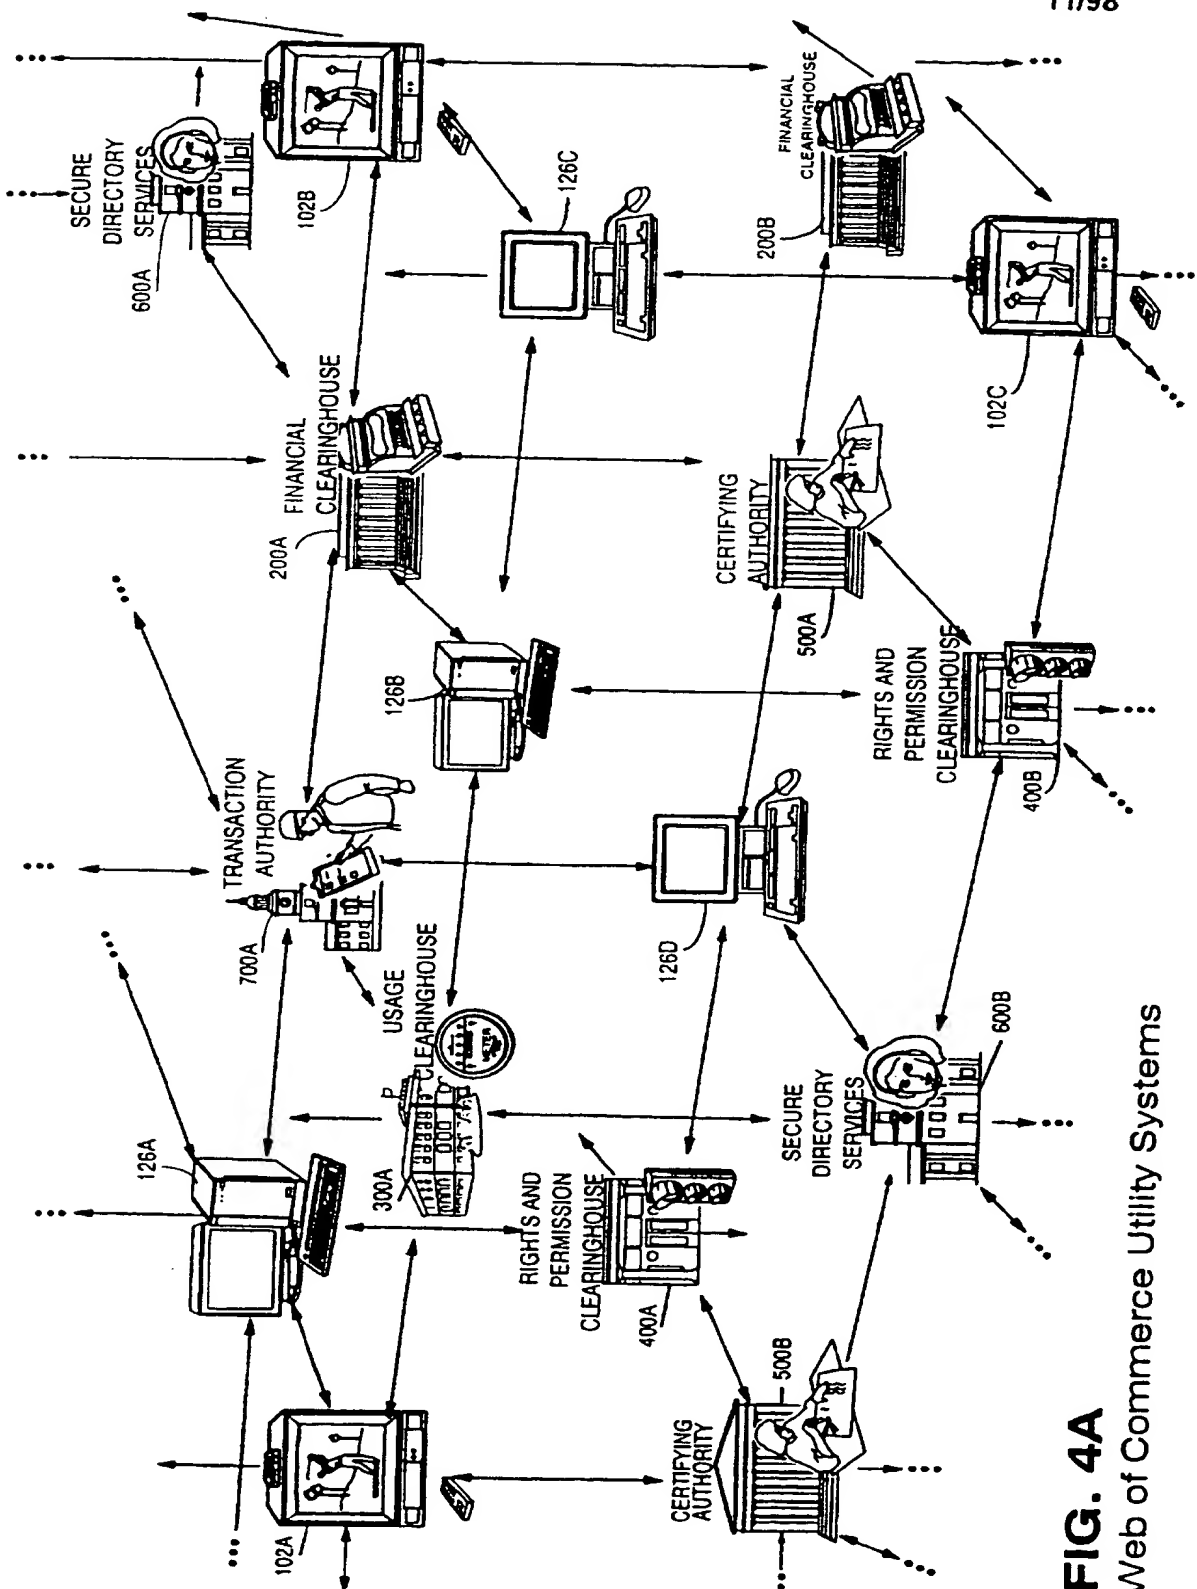 11/98
SECURE
DIRECTORY
SERVICES
600A
102B
126C
FINANCIAL
CLEARINGHOUSE
200B
FINANCIAL
CLEARINGHOUSE
200A
102C
CERTIFYING
AUTHORITY
500A
126B
RIGHTS AND
PERMISSION
CLEARINGHOUSE
400B
TRANSACTION
AUTHORITY
700A
126D
USAGE
CLEARINGHOUSE
METER
300A
126A
SECURE
DIRECTORY
SERVICES
600B
RIGHTS AND
PERMISSION
CLEARINGHOUSE
400A
102A
CERTIFYING
AUTHORITY
500B
FIG. 4A
Web of Commerce Utility Systems